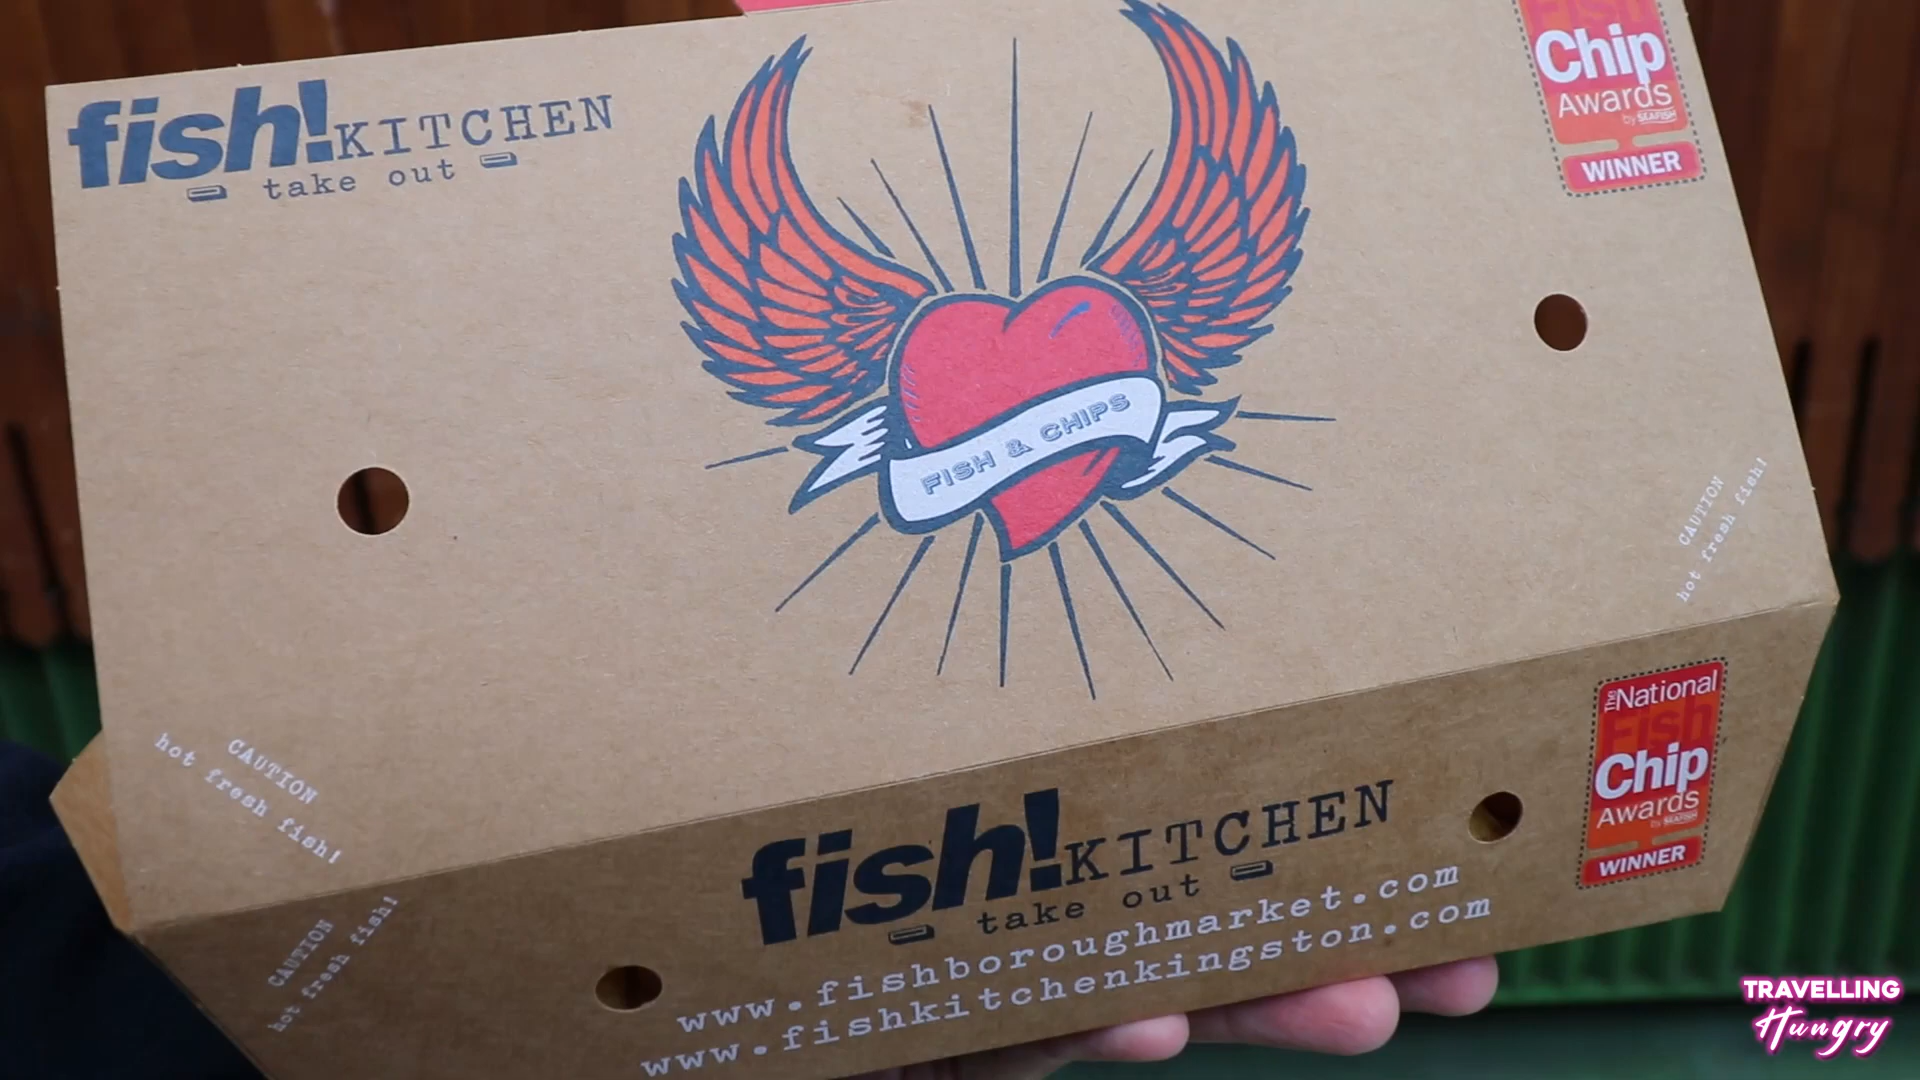 fish! KITCHEN
take out
Fish
Chip
Awards
by SEAFISH
WINNER
FISH & CHIPS
CAUTION
hot fresh fish!
CAUTION
hot fresh fish!
The National
Fish
Chip
Awards
by SEAFISH
WINNER
fish! KITCHEN
take out
www.fishboroughmarket.com
www.fishkitchenkingston.com
CAUTION
hot fresh fish!
TRAVELLING
Hungry